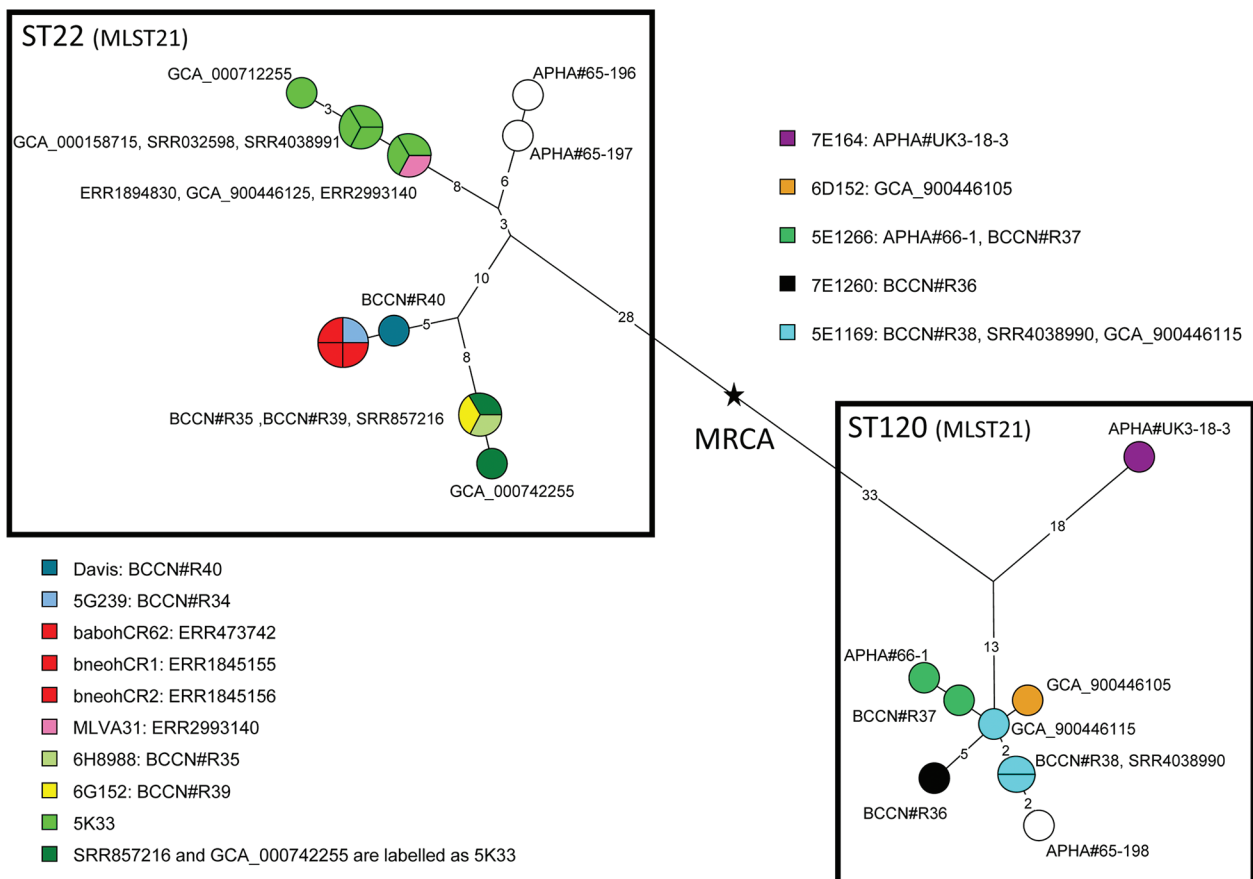 ST22 (MLST21)
GCA_000712255
3
GCA_000158715, SRR032598, SRR4038991
ERR1894830, GCA_900446125, ERR2993140
8
APHA#65-196
APHA#65-197
6
3
10
BCCN#R40
5
8
BCCN#R35 ,BCCN#R39, SRR857216
GCA_000742255
28
MRCA
33
7E164: APHA#UK3-18-3
6D152: GCA_900446105
5E1266: APHA#66-1, BCCN#R37
7E1260: BCCN#R36
5E1169: BCCN#R38, SRR4038990, GCA_900446115
ST120 (MLST21)
APHA#UK3-18-3
18
13
APHA#66-1
GCA_900446105
BCCN#R37
GCA_900446115
5
2
BCCN#R38, SRR4038990
BCCN#R36
2
APHA#65-198
Davis: BCCN#R40
5G239: BCCN#R34
babohCR62: ERR473742
bneohCR1: ERR1845155
bneohCR2: ERR1845156
MLVA31: ERR2993140
6H8988: BCCN#R35
6G152: BCCN#R39
5K33
SRR857216 and GCA_000742255 are labelled as 5K33